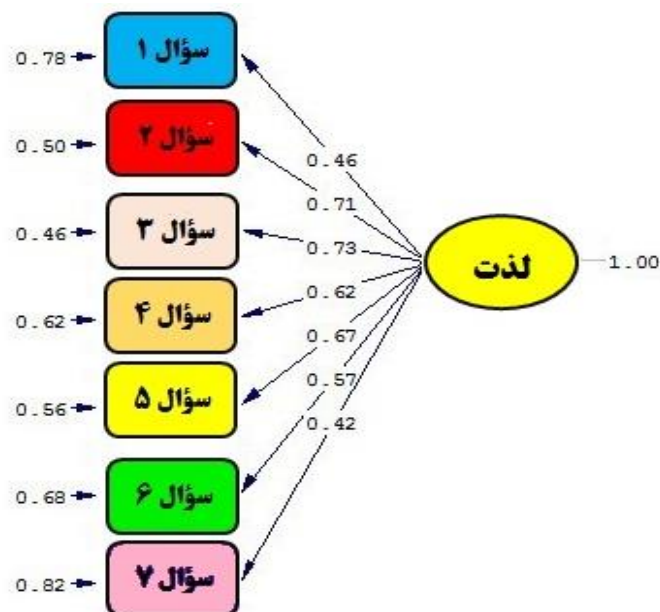 0.78 سؤال ۱
0.50 سؤال ۲
0.46 سؤال ۳
0.62 سؤال ۴
0.56 سؤال ۵
0.68 سؤال ۶
0.82 سؤال ۷
0.46
0.71
0.73
0.62
0.67
0.57
0.42
لذت
1.00